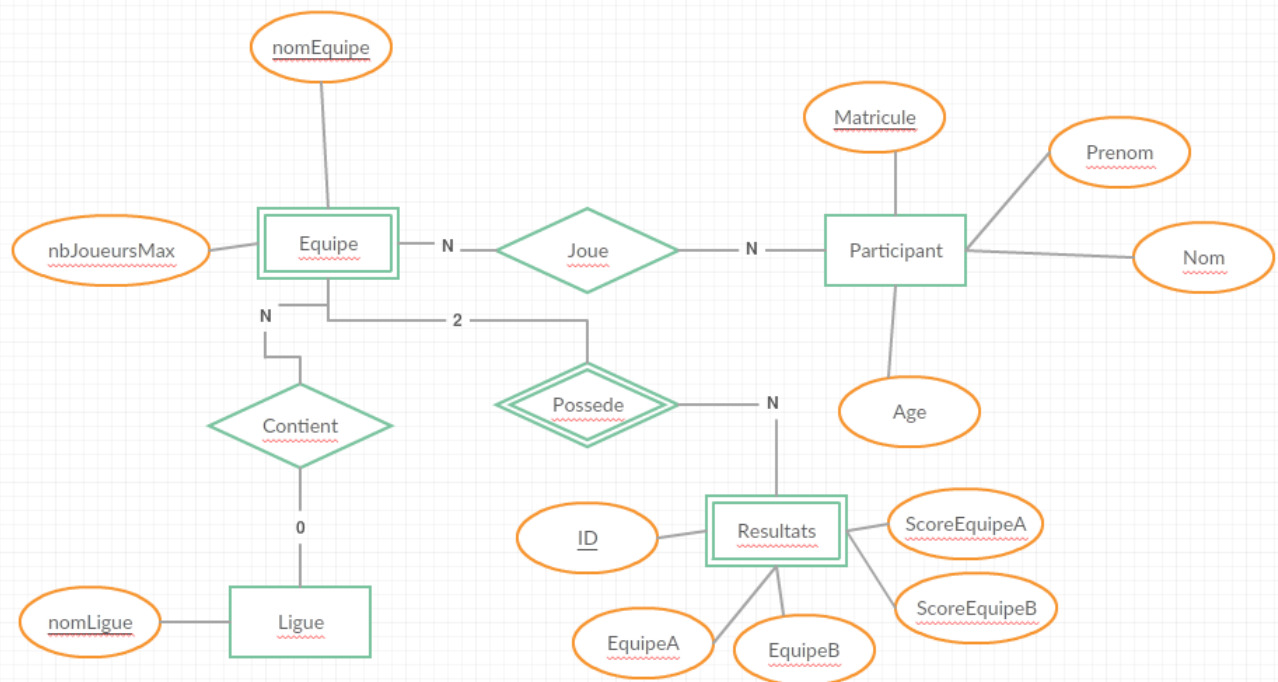 nomEquipe
Matricule
Prenom
nbJoueursMax
Equipe
N
Joue
N
Participant
Nom
N
2
Contient
Possede
N
Age
0
ID
Resultats
ScoreEquipeA
nomLigue
Ligue
EquipeA
EquipeB
ScoreEquipeB